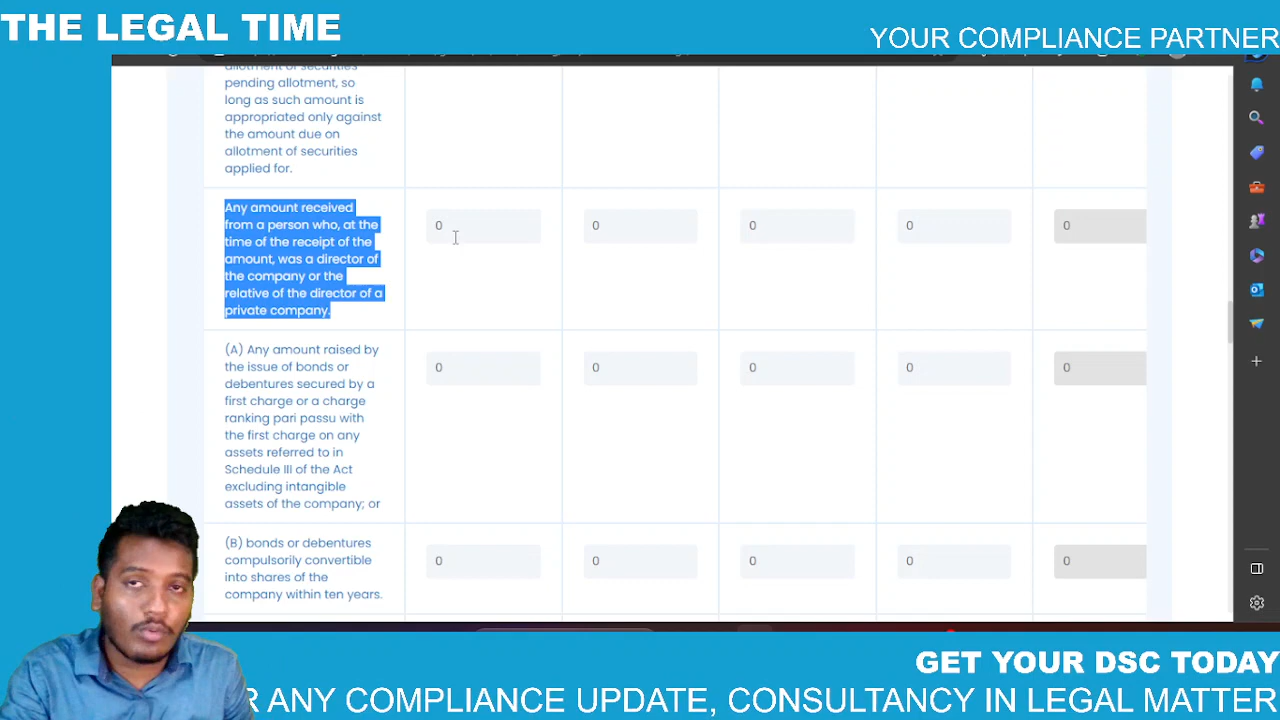 THE LEGAL TIME
YOUR COMPLIANCE PARTNER
allotment of securities
pending allotment, so
long as such amount is
appropriated only against
the amount due on
allotment of securities
applied for.
Any amount received
from a person who, at the
time of the receipt of the
amount, was a director of
the company or the
relative of the director of a
private company.
0 0 0 0 0
(A) Any amount raised by
the issue of bonds or
debentures secured by a
first charge or a charge
ranking pari passu with
the first charge on any
assets referred to in
Schedule III of the Act
excluding intangible
assets of the company; or
0 0 0 0 0
(B) bonds or debentures
compulsorily convertible
into shares of the
company within ten years.
0 0 0 0 0
GET YOUR DSC TODAY
R ANY COMPLIANCE UPDATE, CONSULTANCY IN LEGAL MATTER